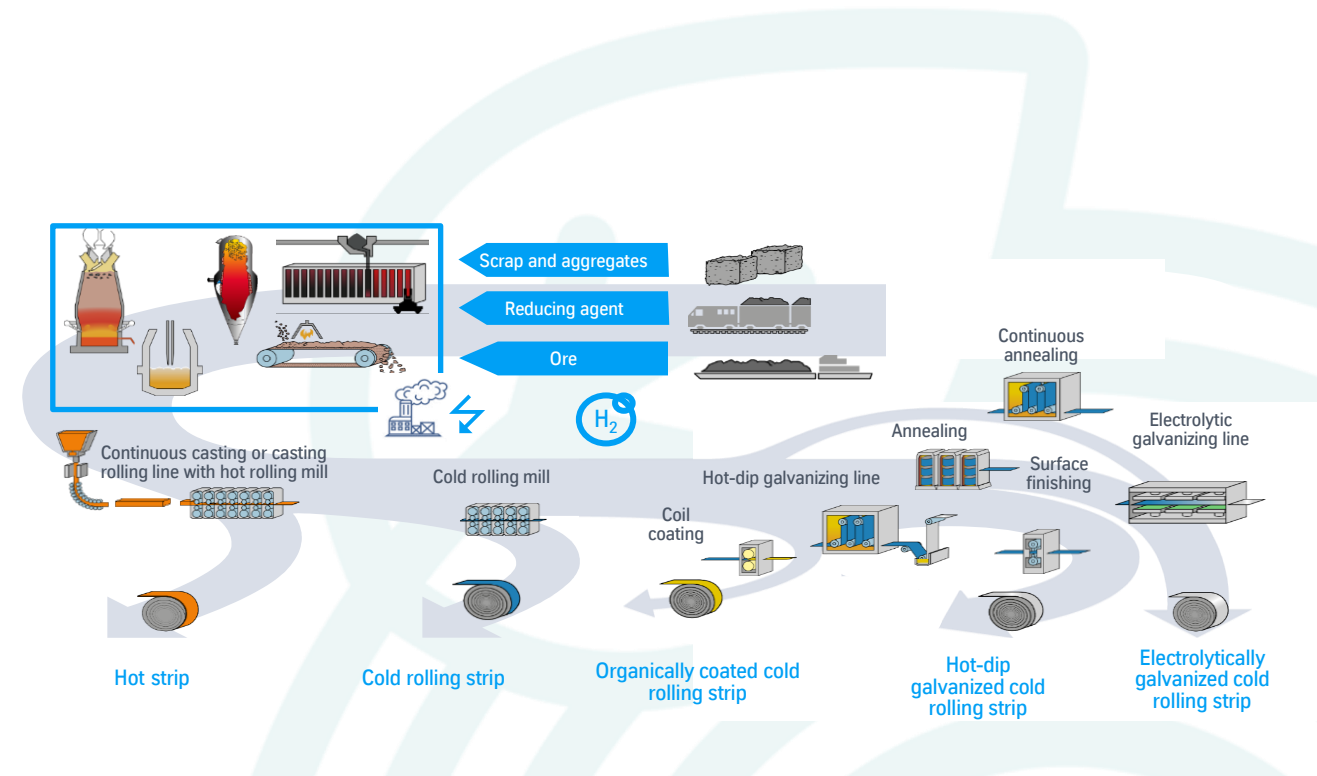 Scrap and aggregates
Reducing agent
Ore
H2
Continuous
annealing
Electrolytic
galvanizing line
Annealing
Surface
finishing
Continuous casting or casting
rolling line with hot rolling mill
Cold rolling mill
Hot-dip galvanizing line
Coil
coating
Hot strip
Cold rolling strip
Organically coated cold
rolling strip
Hot-dip
galvanized cold
rolling strip
Electrolytically
galvanized cold
rolling strip